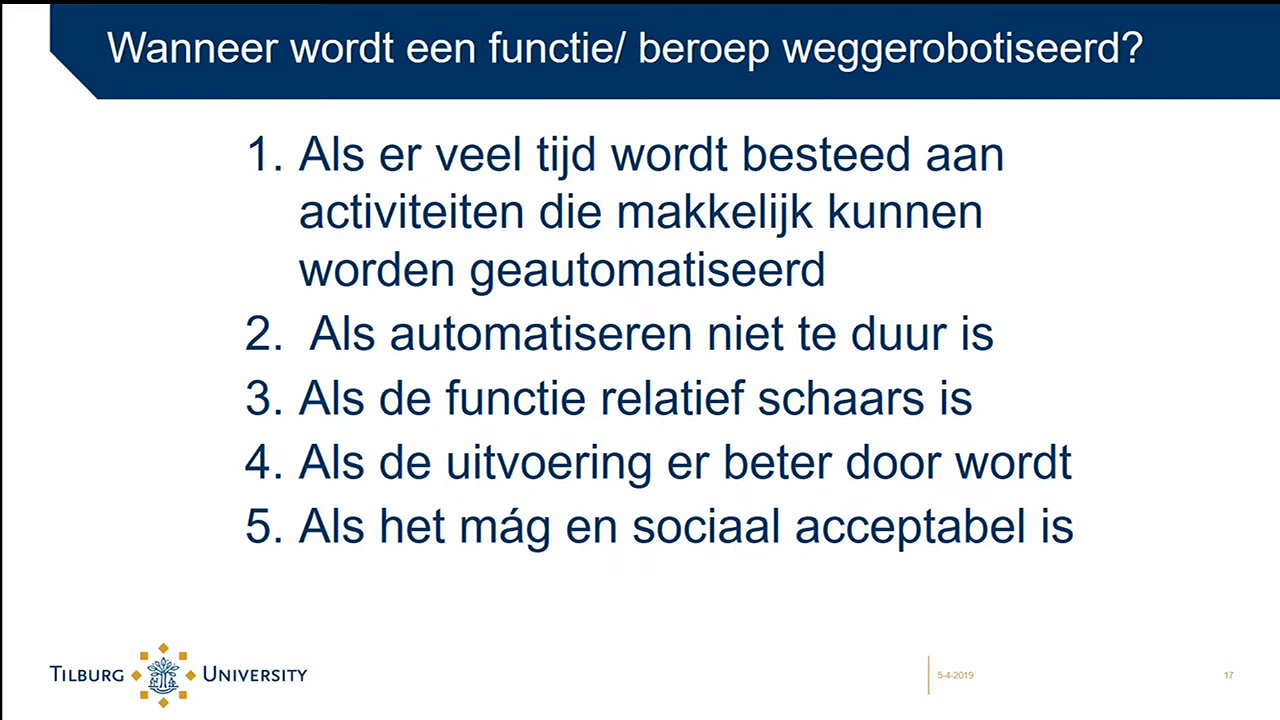 Wanneer wordt een functie/ beroep weggerobotiseerd?
1. Als er veel tijd wordt besteed aan
activiteiten die makkelijk kunnen
worden geautomatiseerd
2. Als automatiseren niet te duur is
3. Als de functie relatief schaars is
4. Als de uitvoering er beter door wordt
5. Als het mág en sociaal acceptabel is
TILBURG UNIVERSITY
5-4-2019
17